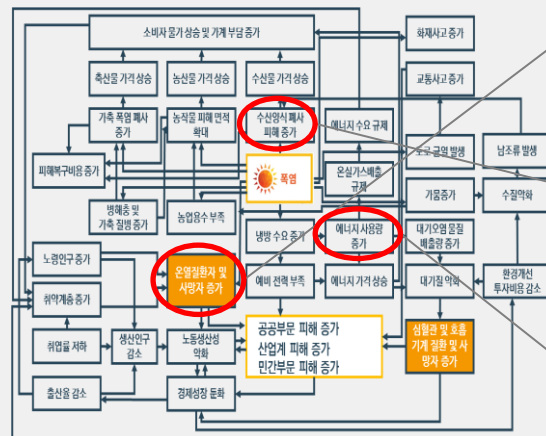 소비자 물가 상승 및 가계 부담 증가
화재사고 증가
축산물 가격 상승
농산물 가격 상승
수산물 가격 상승
교통사고 증가
가축 폭염 폐사
증가
농작물 피해 면적
확대
수산양식 폐사
피해 증가
에너지 수요 규제
도로 균열 발생
남조류 발생
피해복구비용 증가
폭염
온실가스배출
규제
가뭄증가
수질악화
병해충 및
가축 질병 증가
농업용수 부족
냉방 수요 증가
에너지 사용량
증가
대기오염 물질
배출량 증가
노령인구 증가
온열질환자 및
사망자 증가
예비 전력 부족
에너지 가격 상승
대기질 악화
환경개선
투자비용 감소
취약계층 증가
공공부문 피해 증가
산업계 피해 증가
민간부문 피해 증가
심혈관 및 호흡
기계 질환 및 사
망자 증가
취업률 저하
생산인구
감소
노동생산성
악화
출산율 감소
경제성장 둔화